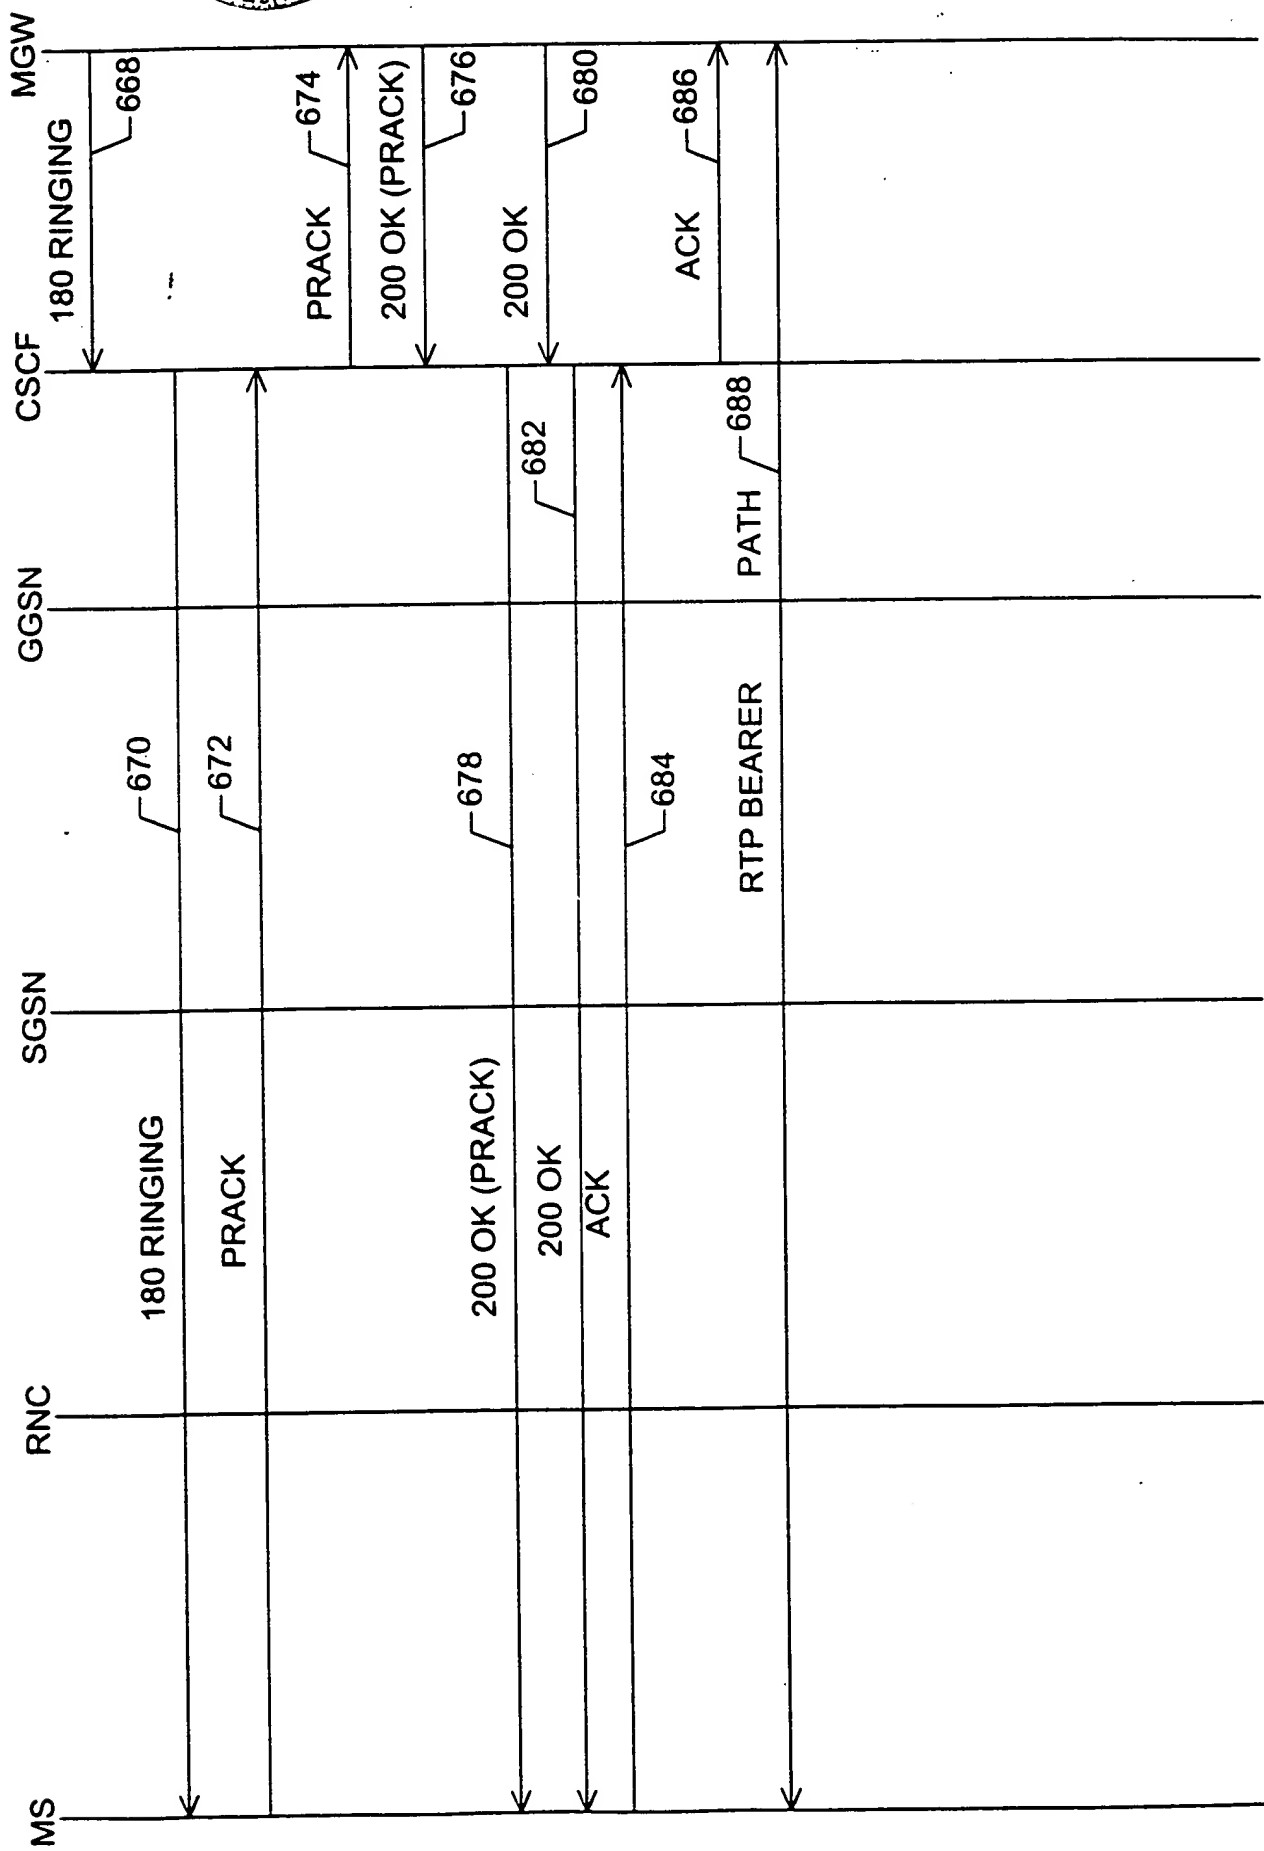 MS
RNC
SGSN
GGSN
CSCF
MGW
180 RINGING
668
180 RINGING
670
PRACK
672
PRACK
674
200 OK (PRACK)
676
200 OK (PRACK)
678
200 OK
680
200 OK
682
ACK
684
ACK
686
RTP BEARER PATH
688